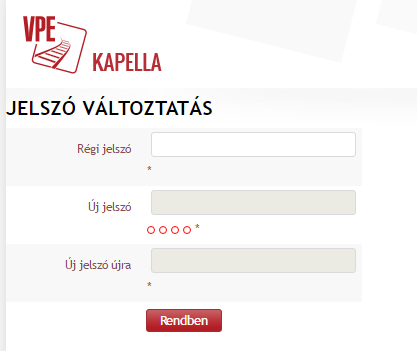 VPE
KAPELLA
JELSZÓ VÁLTOZTATÁS
Régi jelszó
*
Új jelszó
*
Új jelszó újra
*
Rendben